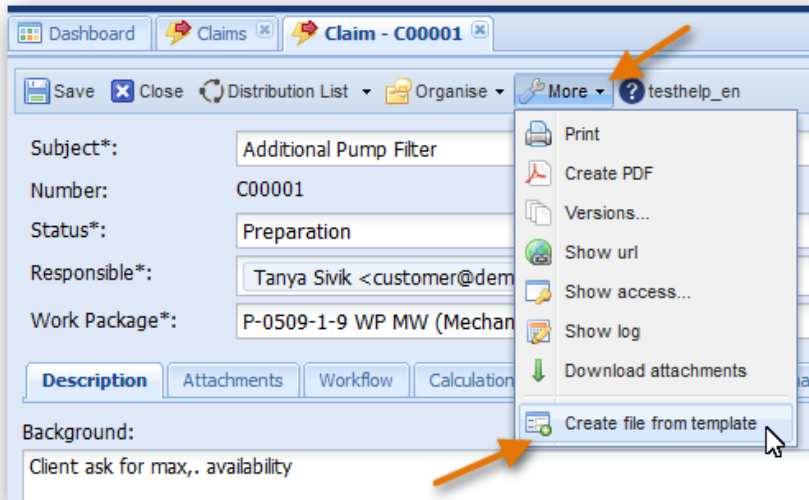 Dashboard Claims Claim - C00001
Save Close Distribution List Organise More testhelp_en
Subject*: Additional Pump Filter
Number: C00001
Status*: Preparation
Responsible*: Tanya Sivik <customer@dem
Work Package*: P-0509-1-9 WP MW (Mechan
Print
Create PDF
Versions...
Show url
Show access...
Show log
Download attachments
Create file from template
Description Attachments Workflow Calculation
Background:
Client ask for max,. availability